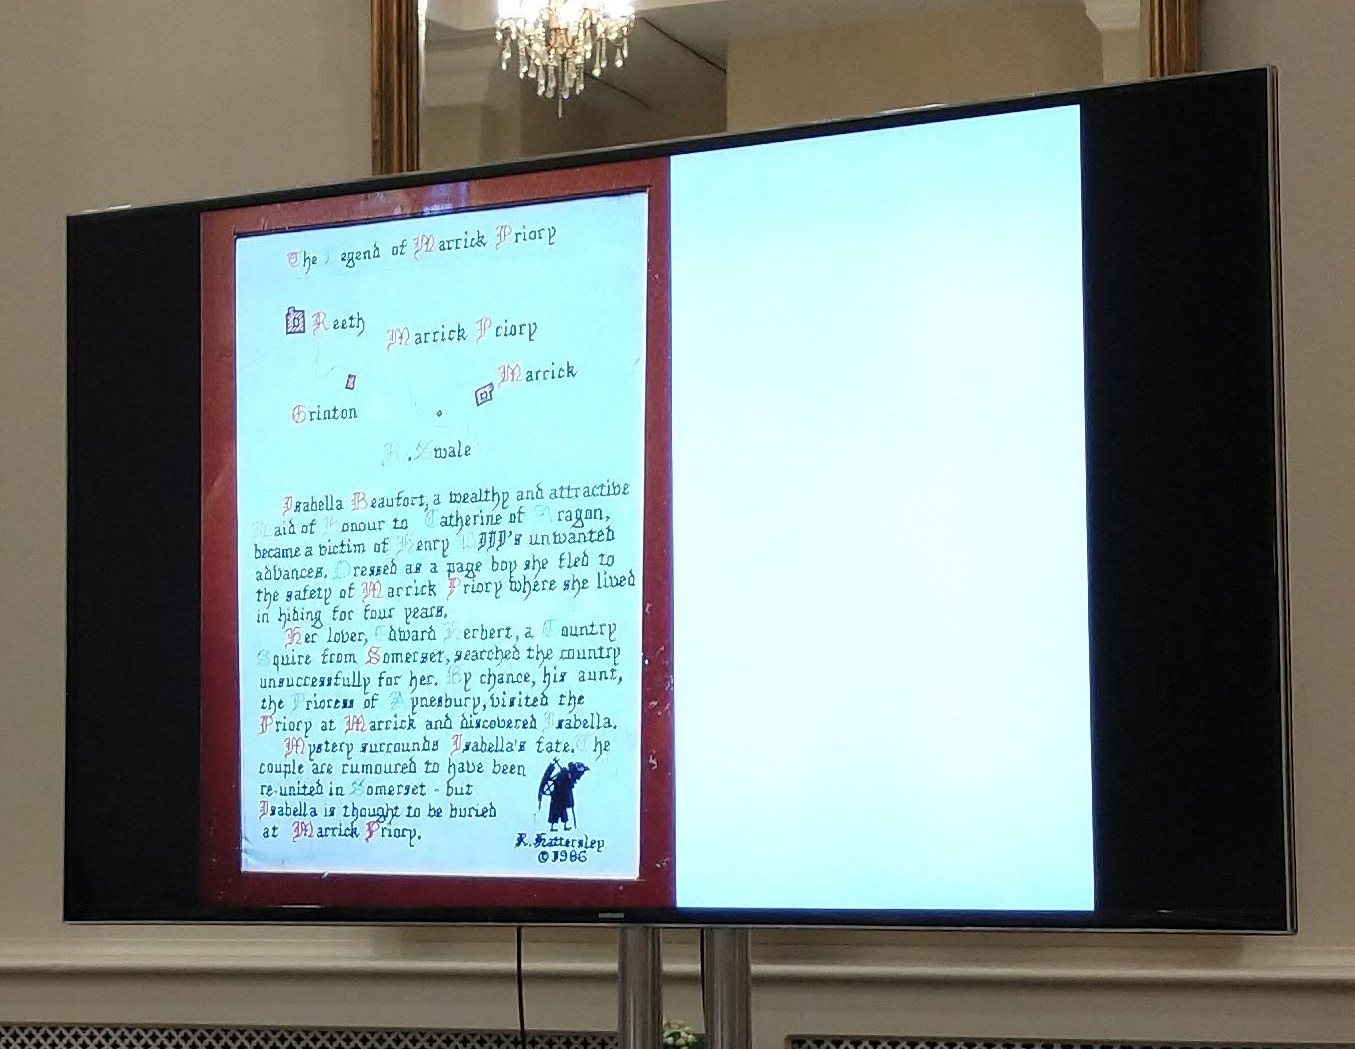 The Legend of Marrick Priory
Reeth
Marrick Priory
Marrick
Grinton
R. Swale
Isabella Beaufort, a wealthy and attractive
Maid of Honour to Catherine of Aragon,
became a victim of Henry VIII's unwanted
advances. Dressed as a page boy she fled to
the safety of Marrick Priory where she lived
in hiding for four years.
Her lover, Edward Herbert, a Country
Squire from Somerset, searched the country
unsuccessfully for her. By chance, his aunt,
the Prioress of Aynesbury, visited the
Priory at Marrick and discovered Isabella.
Mystery surrounds Isabella's fate. The
couple are rumoured to have been
re-united in Somerset - but
Isabella is thought to be buried
at Marrick Priory.
R. Hattersley
© 1986